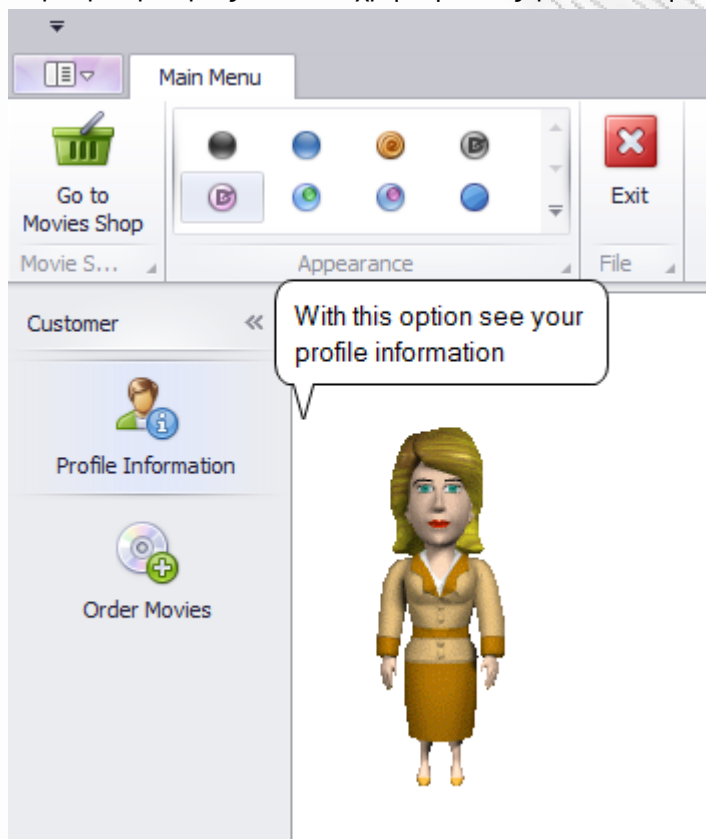 Main Menu
Go to
Movies Shop
Exit
Movie S...
Appearance
File
Customer
With this option see your
profile information
Profile Information
Order Movies